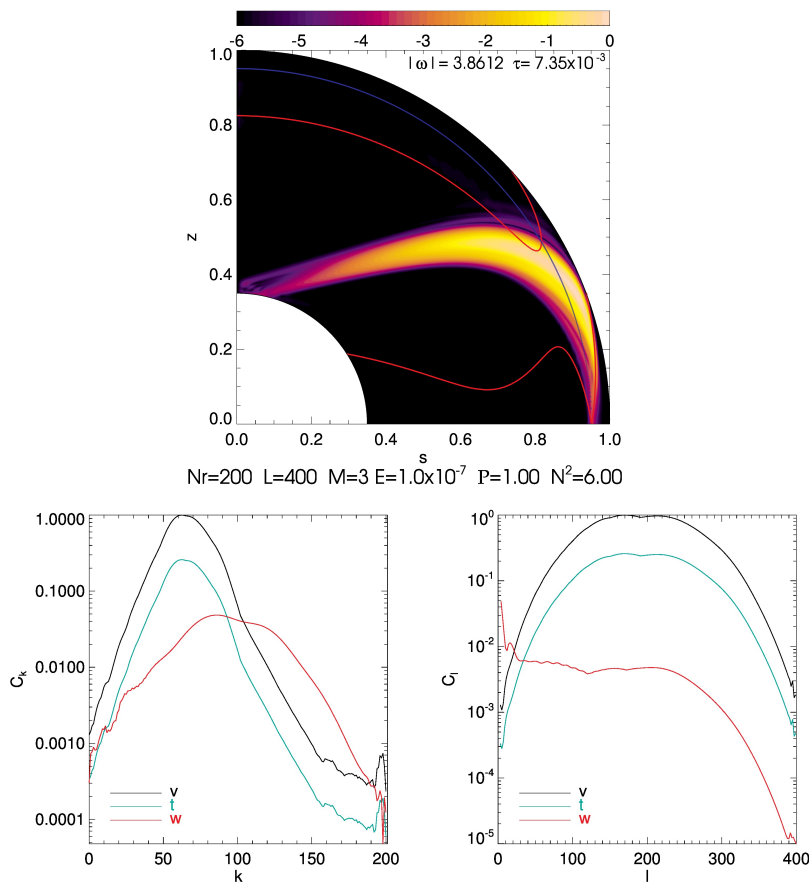 -6 -5 -4 -3 -2 -1 0
|ω| = 3.8612 τ= 7.35x10-3
1.0
0.8
0.6
0.4
0.2
0.0
z
0.0 0.2 0.4 0.6 0.8 1.0
s
Nr=200 L=400 M=3 E=1.0x10-7 P=1.00 N2=6.00
1.0000
0.1000
0.0100
0.0010
0.0001
Ck
v
t
w
0 50 100 150 200
k
100
10-1
10-2
10-3
10-4
10-5
Cl
v
t
w
0 100 200 300 400
l